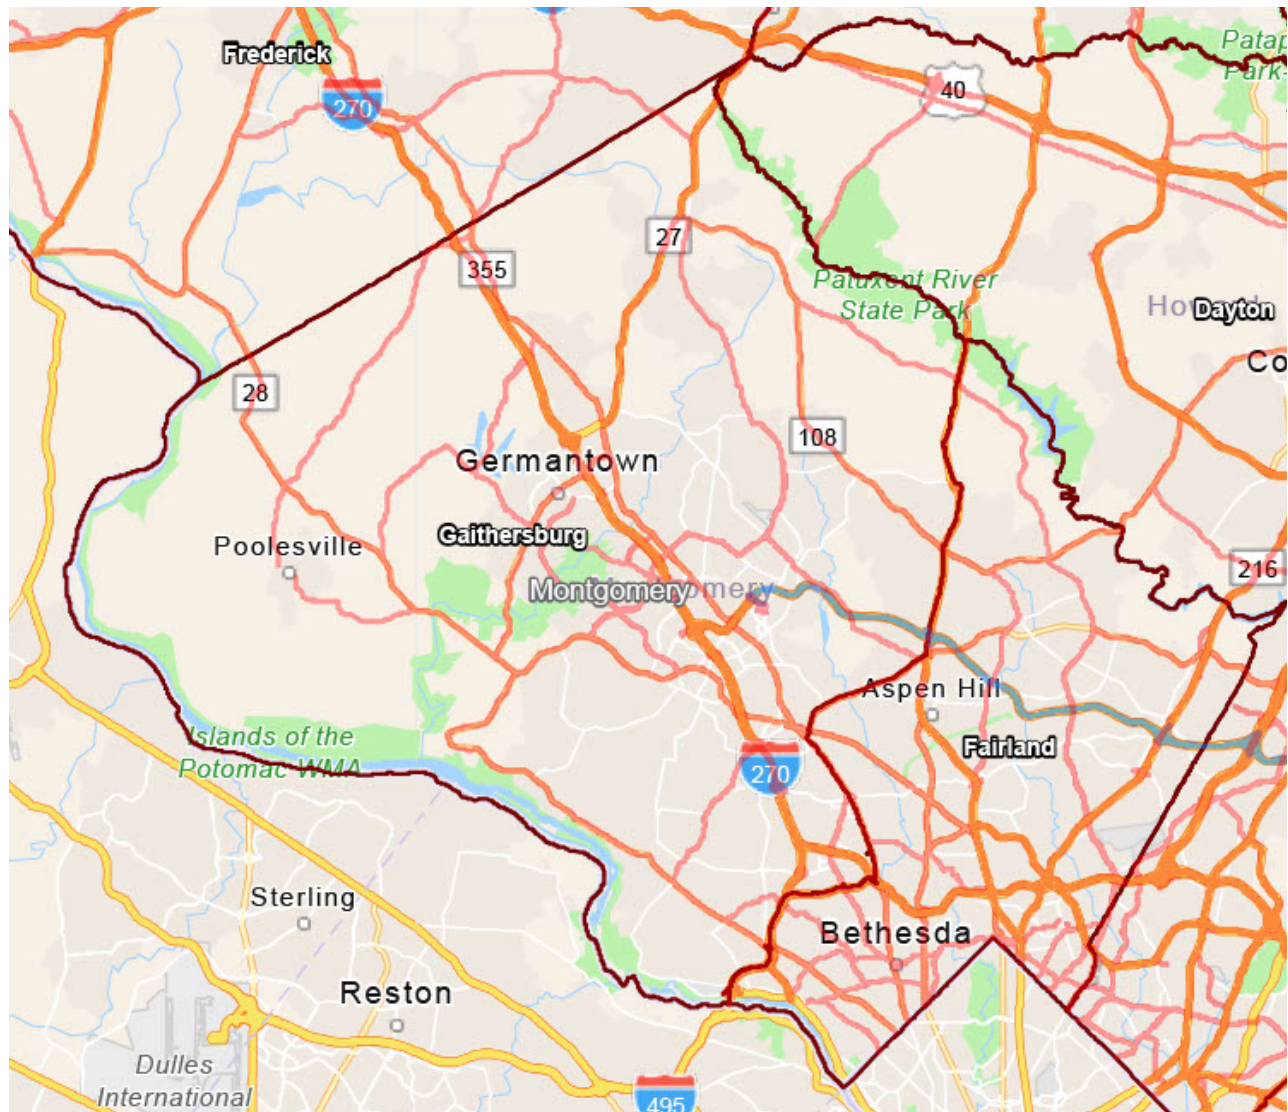 Frederick
270
40
Patap
Park-
27
355
Patuxent River
State Park
Dayton
Co
28
108
Germantown
Gaithersburg
Poolesville
216
Montgomery
Aspen Hill
Fairland
Islands of the
Potomac WMA
270
Sterling
Bethesda
Reston
Dulles
International
495